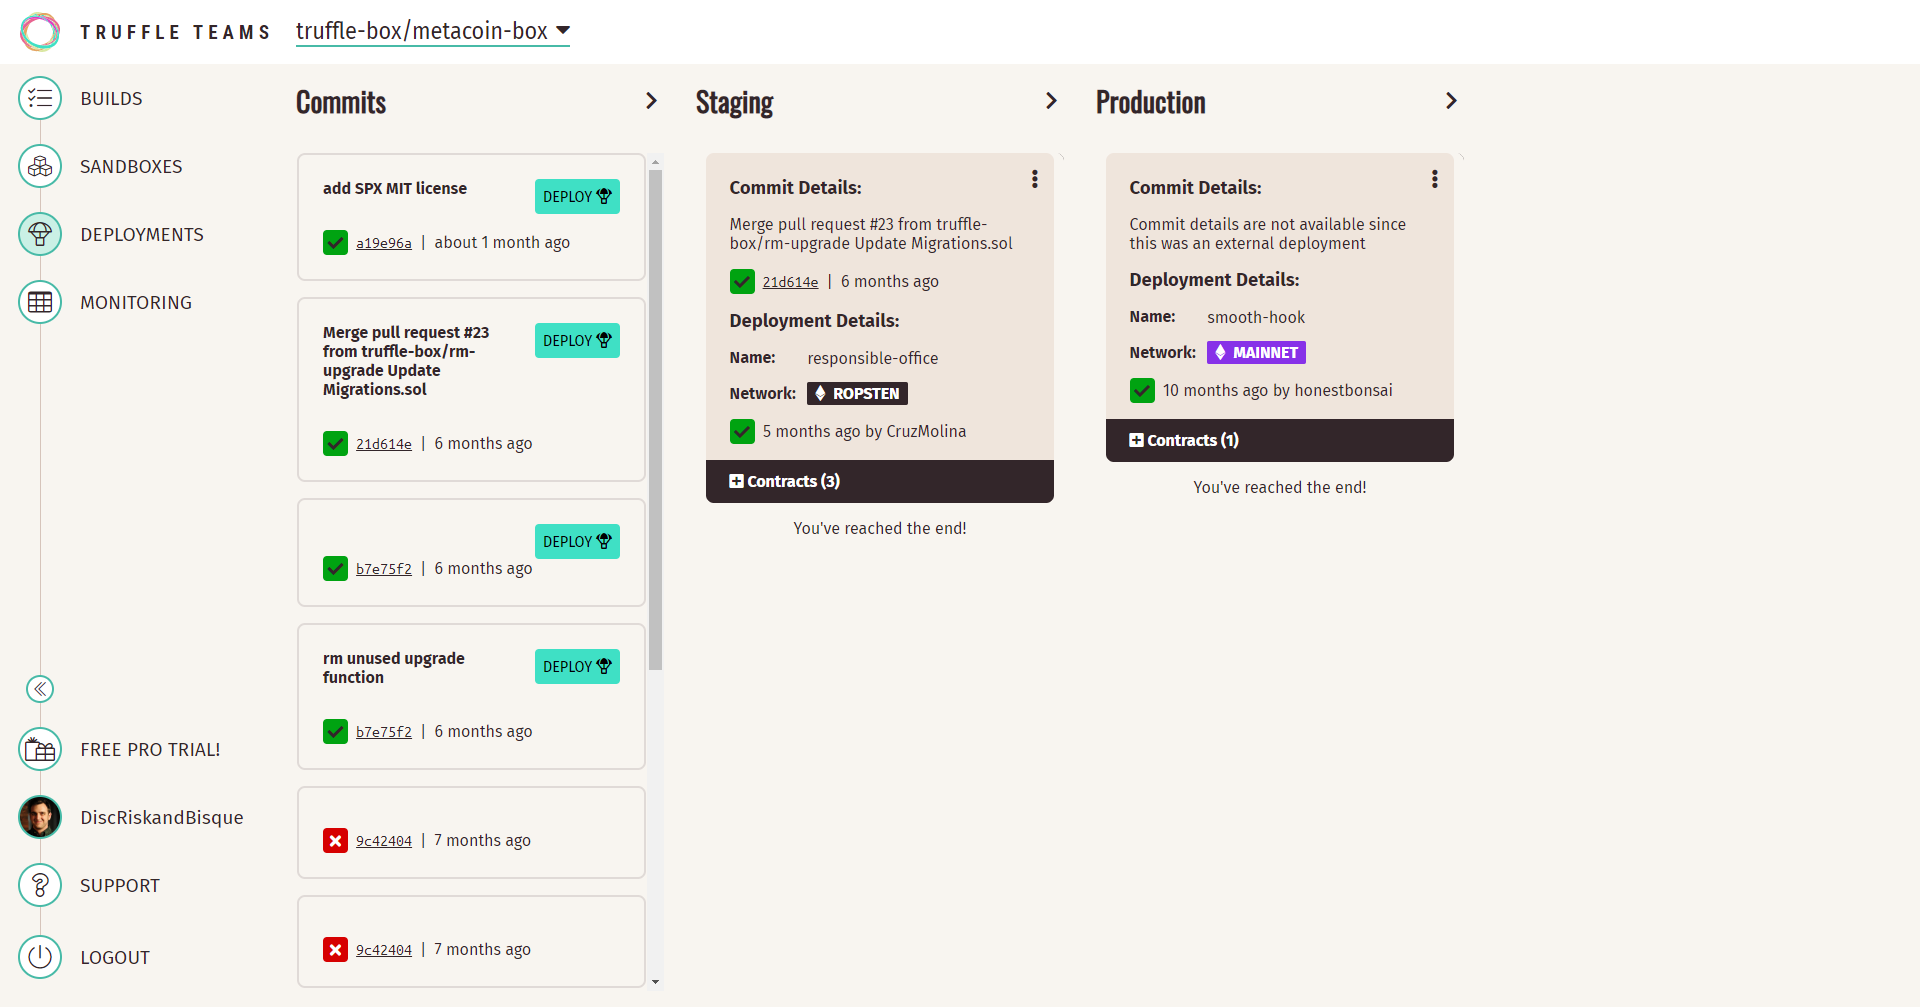 TRUFFLE TEAMS
truffle-box/metacoin-box
BUILDS
SANDBOXES
DEPLOYMENTS
MONITORING
FREE PRO TRIAL!
DiscRiskandBisque
SUPPORT
LOGOUT
Commits
add SPX MIT license
DEPLOY
a19e96a | about 1 month ago
Merge pull request #23
from truffle-box/rm-
upgrade Update
Migrations.sol
DEPLOY
21d614e | 6 months ago
DEPLOY
b7e75f2 | 6 months ago
rm unused upgrade
function
DEPLOY
b7e75f2 | 6 months ago
9c42404 | 7 months ago
9c42404 | 7 months ago
Staging
Commit Details:
Merge pull request #23 from truffle-
box/rm-upgrade Update Migrations.sol
21d614e | 6 months ago
Deployment Details:
Name: responsible-office
Network: ROPSTEN
5 months ago by CruzMolina
Contracts (3)
You've reached the end!
Production
Commit Details:
Commit details are not available since
this was an external deployment
Deployment Details:
Name: smooth-hook
Network: MAINNET
10 months ago by honestbonsai
Contracts (1)
You've reached the end!